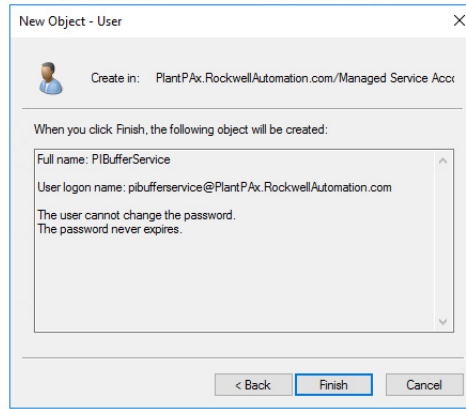 New Object - User
Create in: PlantPAx.RockwellAutomation.com/Managed Service Acc
When you click Finish, the following object will be created:
Full name: PIBufferService
User logon name: pibufferservice@PlantPAx.RockwellAutomation.com
The user cannot change the password.
The password never expires.
< Back Finish Cancel